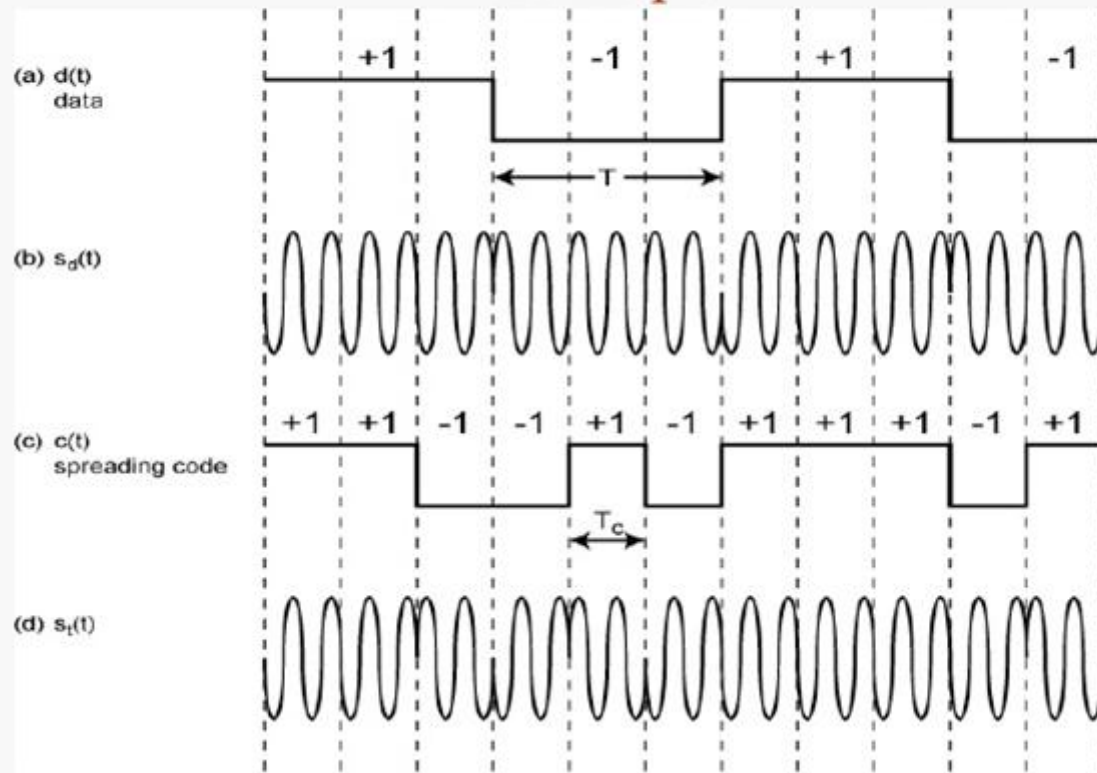 +1 -1 +1 -1
(a) d(t)
data
T
(b) s_d(t)
+1 +1 -1 -1 +1 -1 +1 +1 +1 -1 +1
(c) c(t)
spreading code
T_c
(d) s_t(t)